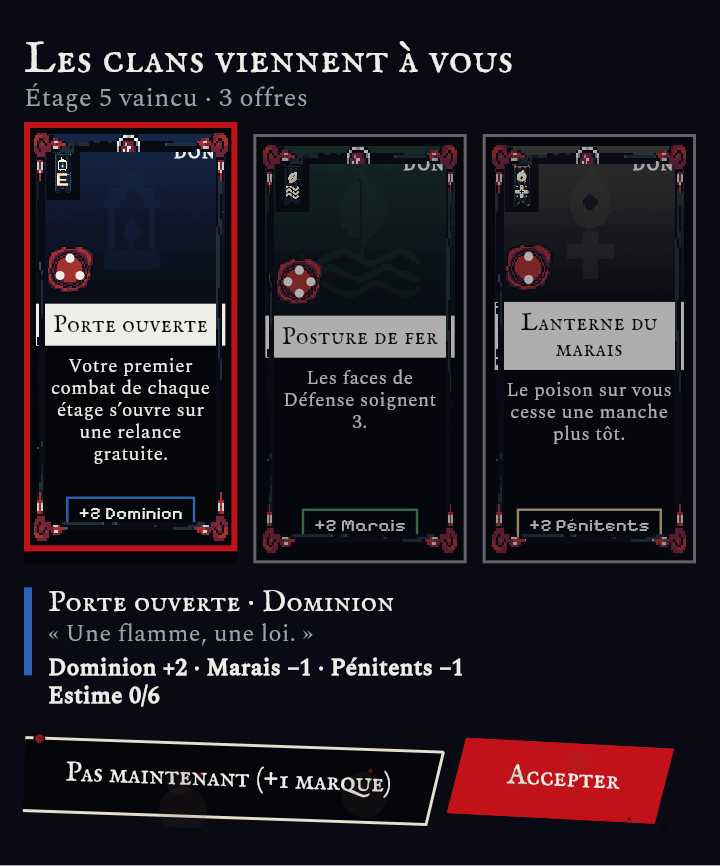 Les clans viennent à vous
Étage 5 vaincu · 3 offres
DON
E
Porte ouverte
Votre premier
combat de chaque
étage s'ouvre sur
une relance
gratuite.
+2 Dominion
DON
Posture de fer
Les faces de
Défense soignent
3.
+2 Marais
DON
Lanterne du
marais
Le poison sur vous
cesse une manche
plus tôt.
+2 Pénitents
Porte ouverte · Dominion
« Une flamme, une loi. »
Dominion +2 · Marais −1 · Pénitents −1
Estime 0/6
Pas maintenant (+1 marque)
Accepter